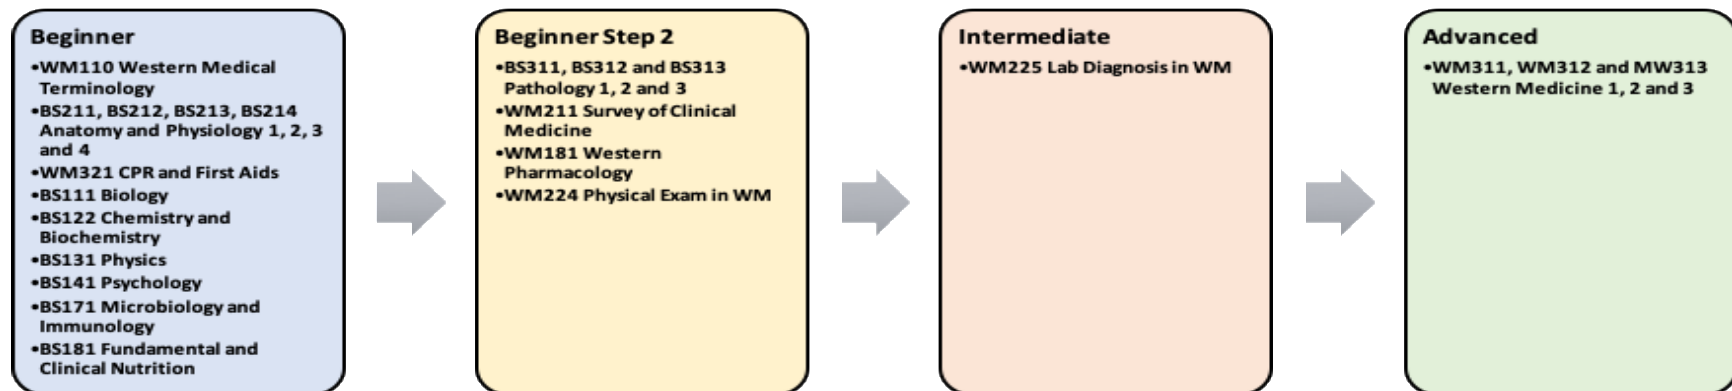 Beginner
•WM110 Western Medical
Terminology
•BS211, BS212, BS213, BS214
Anatomy and Physiology 1, 2, 3
and 4
•WM321 CPR and First Aids
•BS111 Biology
•BS122 Chemistry and
Biochemistry
•BS131 Physics
•BS141 Psychology
•BS171 Microbiology and
Immunology
•BS181 Fundamental and
Clinical Nutrition
Beginner Step 2
•BS311, BS312 and BS313
Pathology 1, 2 and 3
•WM211 Survey of Clinical
Medicine
•WM181 Western
Pharmacology
•WM224 Physical Exam in WM
Intermediate
•WM225 Lab Diagnosis in WM
Advanced
•WM311, WM312 and MW313
Western Medicine 1, 2 and 3